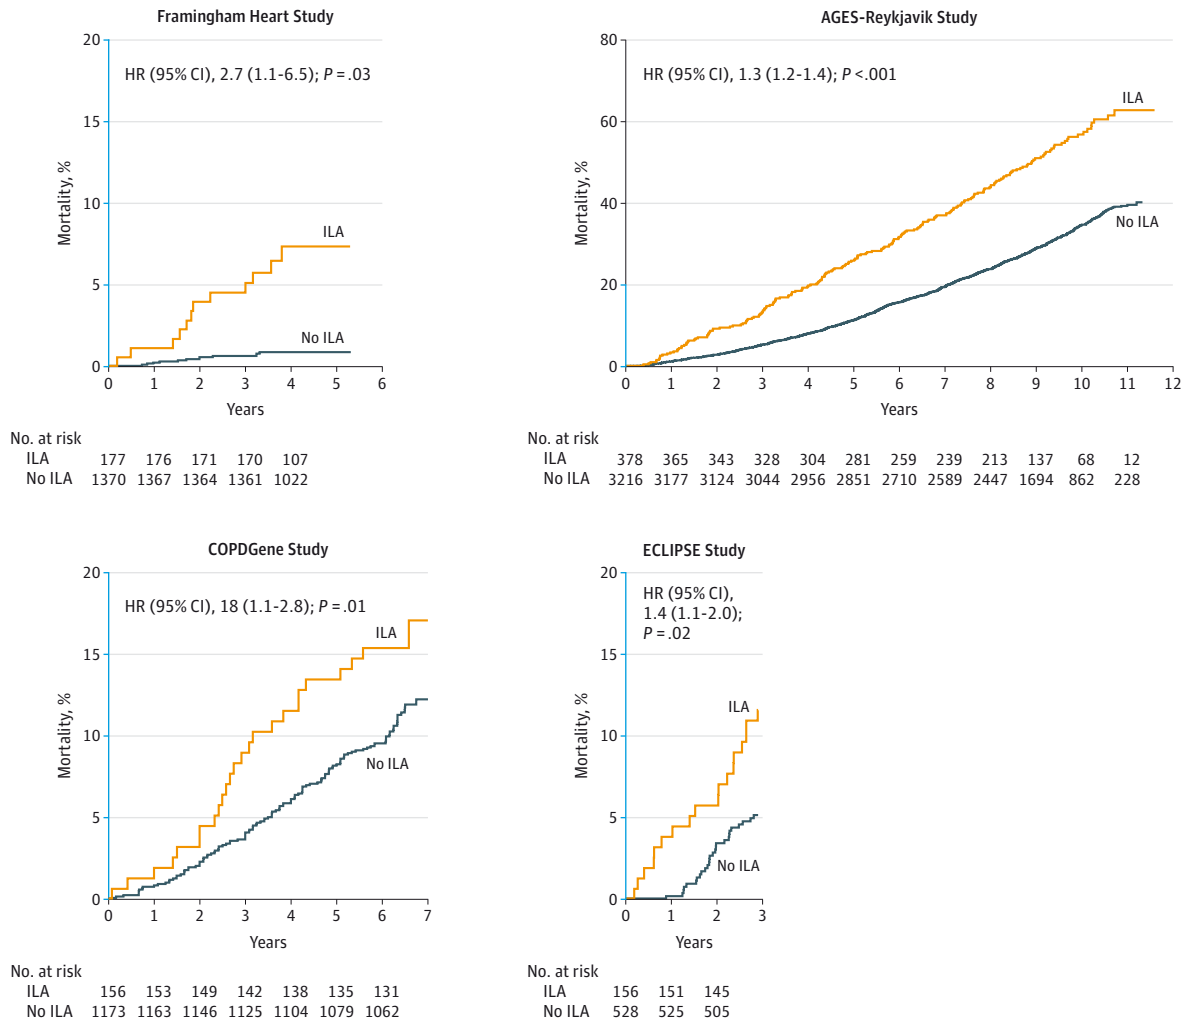 Framingham Heart Study
20
15
10
5
0
Mortality, %
HR (95% CI), 2.7 (1.1-6.5); P = .03
ILA
No ILA
0 1 2 3 4 5 6
Years
No. at risk
ILA 177 176 171 170 107
No ILA 1370 1367 1364 1361 1022
AGES-Reykjavik Study
80
60
40
20
0
Mortality, %
HR (95% CI), 1.3 (1.2-1.4); P <.001
ILA
No ILA
0 1 2 3 4 5 6 7 8 9 10 11 12
Years
No. at risk
ILA 378 365 343 328 304 281 259 239 213 137 68 12
No ILA 3216 3177 3124 3044 2956 2851 2710 2589 2447 1694 862 228
COPDGene Study
20
15
10
5
0
Mortality, %
HR (95% CI), 18 (1.1-2.8); P = .01
ILA
No ILA
0 1 2 3 4 5 6 7
Years
No. at risk
ILA 156 153 149 142 138 135 131
No ILA 1173 1163 1146 1125 1104 1079 1062
ECLIPSE Study
20
15
10
5
0
Mortality, %
HR (95% CI),
1.4 (1.1-2.0);
P = .02
ILA
No ILA
0 1 2 3
Years
No. at risk
ILA 156 151 145
No ILA 528 525 505